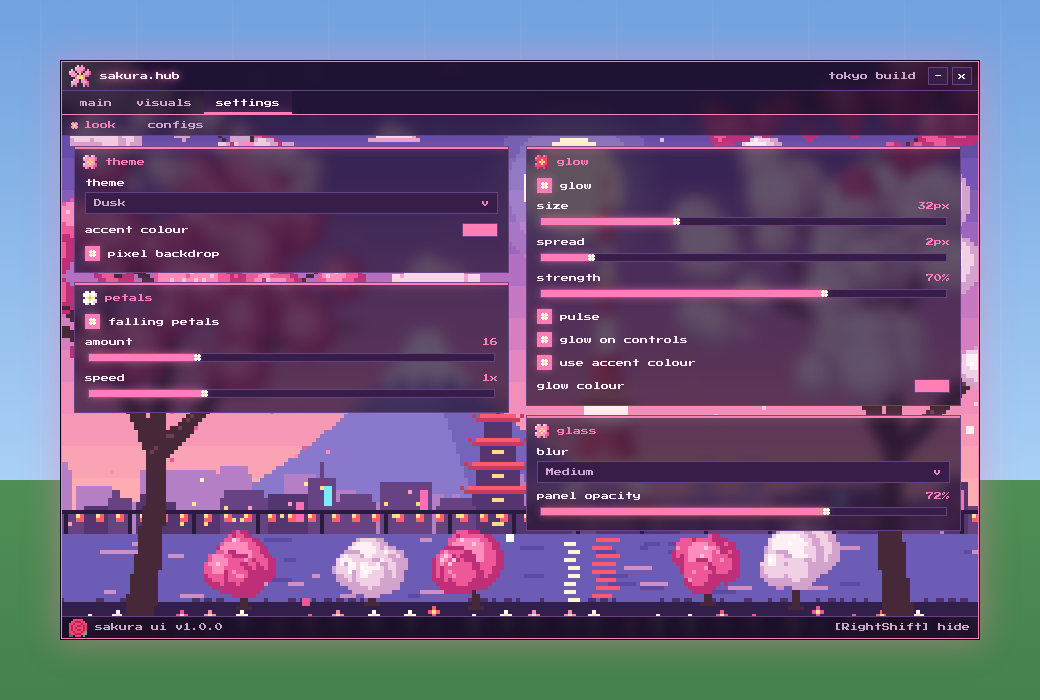 sakura.hub
tokyo build - x
main visuals settings
look configs
theme
theme
Dusk v
accent colour
pixel backdrop
petals
falling petals
amount 16
speed 1x
glow
glow
size 32px
spread 2px
strength 70%
pulse
glow on controls
use accent colour
glow colour
glass
blur
Medium v
panel opacity 72%
sakura ui v1.0.0
[RightShift] hide